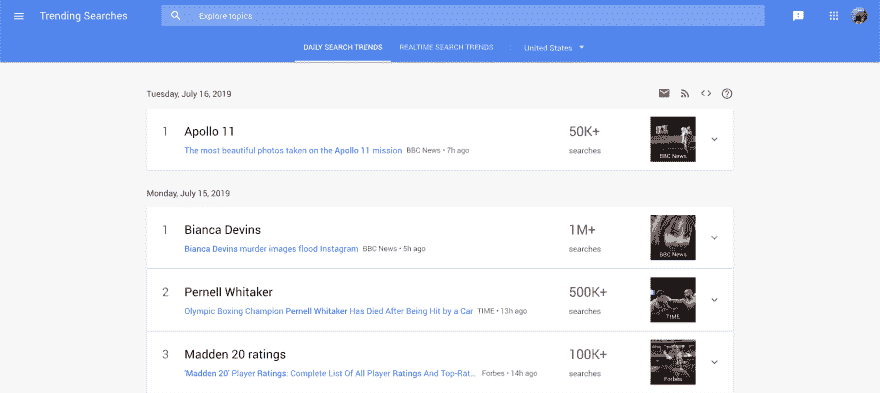 Trending Searches
Explore topics
DAILY SEARCH TRENDS REALTIME SEARCH TRENDS United States
Tuesday, July 16, 2019
1 Apollo 11 50K+
The most beautiful photos taken on the Apollo 11 mission BBC News • 7h ago searches
BBC News
Monday, July 15, 2019
1 Bianca Devins 1M+
Bianca Devins murder images flood Instagram BBC News • 5h ago searches
BBC News
2 Pernell Whitaker 500K+
Olympic Boxing Champion Pernell Whitaker Has Died After Being Hit by a Car TIME • 13h ago searches
TIME
3 Madden 20 ratings 100K+
'Madden 20' Player Ratings: Complete List Of All Player Ratings And Top-Rat... Forbes • 14h ago searches
Forbes